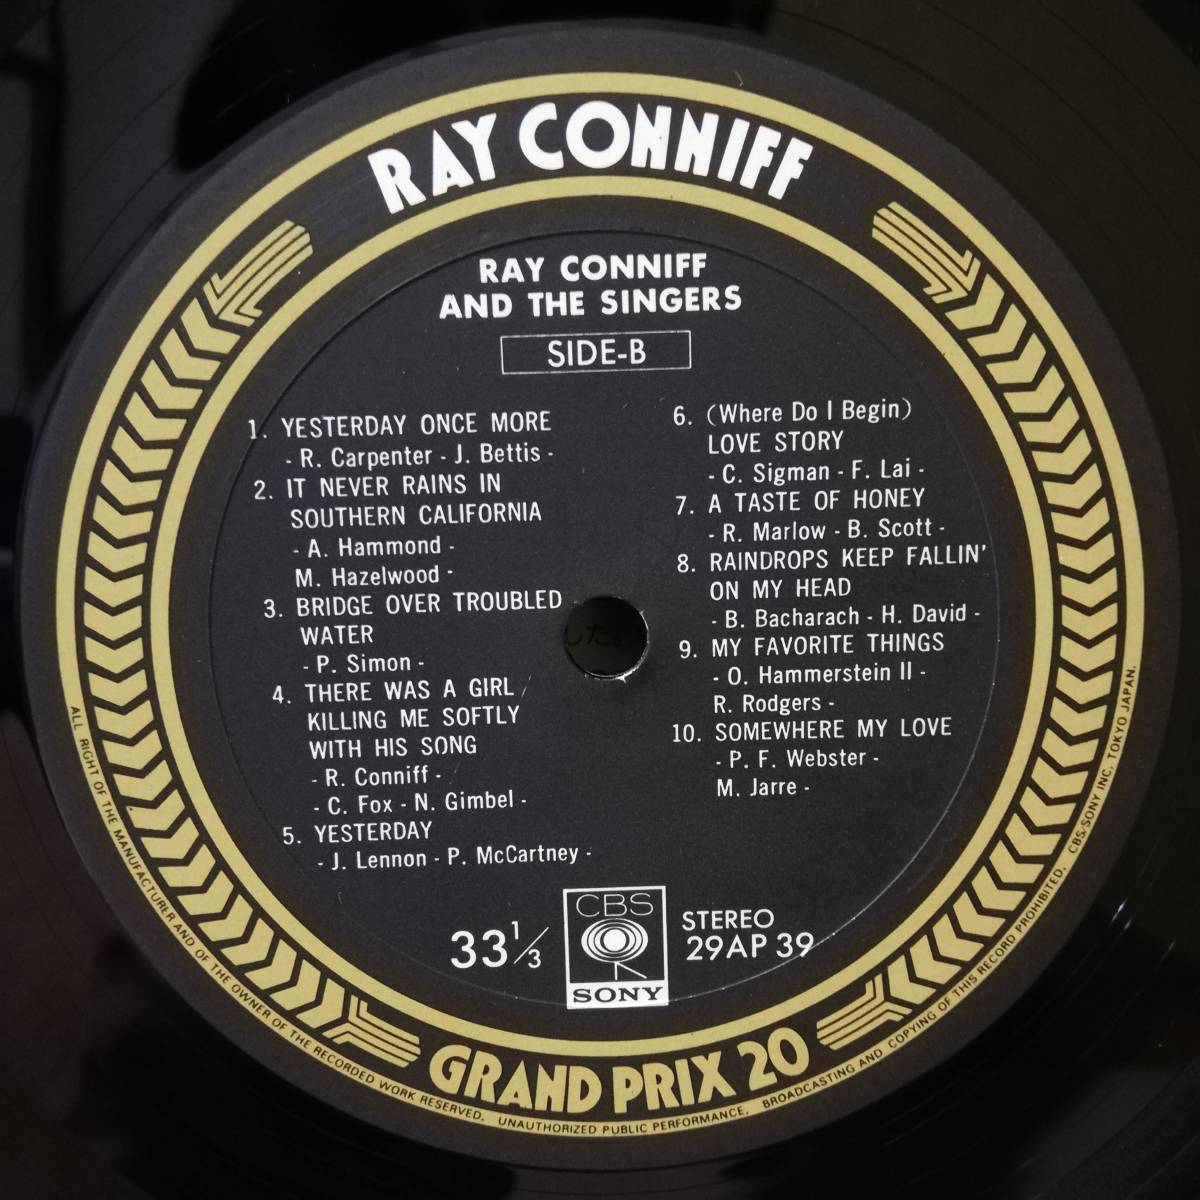 RAY CONNIFF
RAY CONNIFF
AND THE SINGERS
SIDE-B
1. YESTERDAY ONCE MORE
- R. Carpenter - J. Bettis -
2. IT NEVER RAINS IN
SOUTHERN CALIFORNIA
- A. Hammond -
M. Hazelwood -
3. BRIDGE OVER TROUBLED
WATER
- P. Simon -
4. THERE WAS A GIRL /
KILLING ME SOFTLY
WITH HIS SONG
- R. Conniff -
- C. Fox - N. Gimbel -
5. YESTERDAY
- J. Lennon - P. McCartney -
6. (Where Do I Begin)
LOVE STORY
- C. Sigman - F. Lai -
7. A TASTE OF HONEY
- R. Marlow - B. Scott -
8. RAINDROPS KEEP FALLIN'
ON MY HEAD
- B. Bacharach - H. David -
9. MY FAVORITE THINGS
- O. Hammerstein II -
R. Rodgers -
10. SOMEWHERE MY LOVE
- P. F. Webster -
M. Jarre -
33 1/3
CBS
SONY
STEREO
29AP 39
GRAND PRIX 20
ALL RIGHT OF THE MANUFACTURER AND OF THE OWNER OF THE RECORDED WORK RESERVED. UNAUTHORIZED PUBLIC PERFORMANCE, BROADCASTING AND COPYING OF THIS RECORD PROHIBITED. CBS/SONY INC. TOKYO JAPAN.